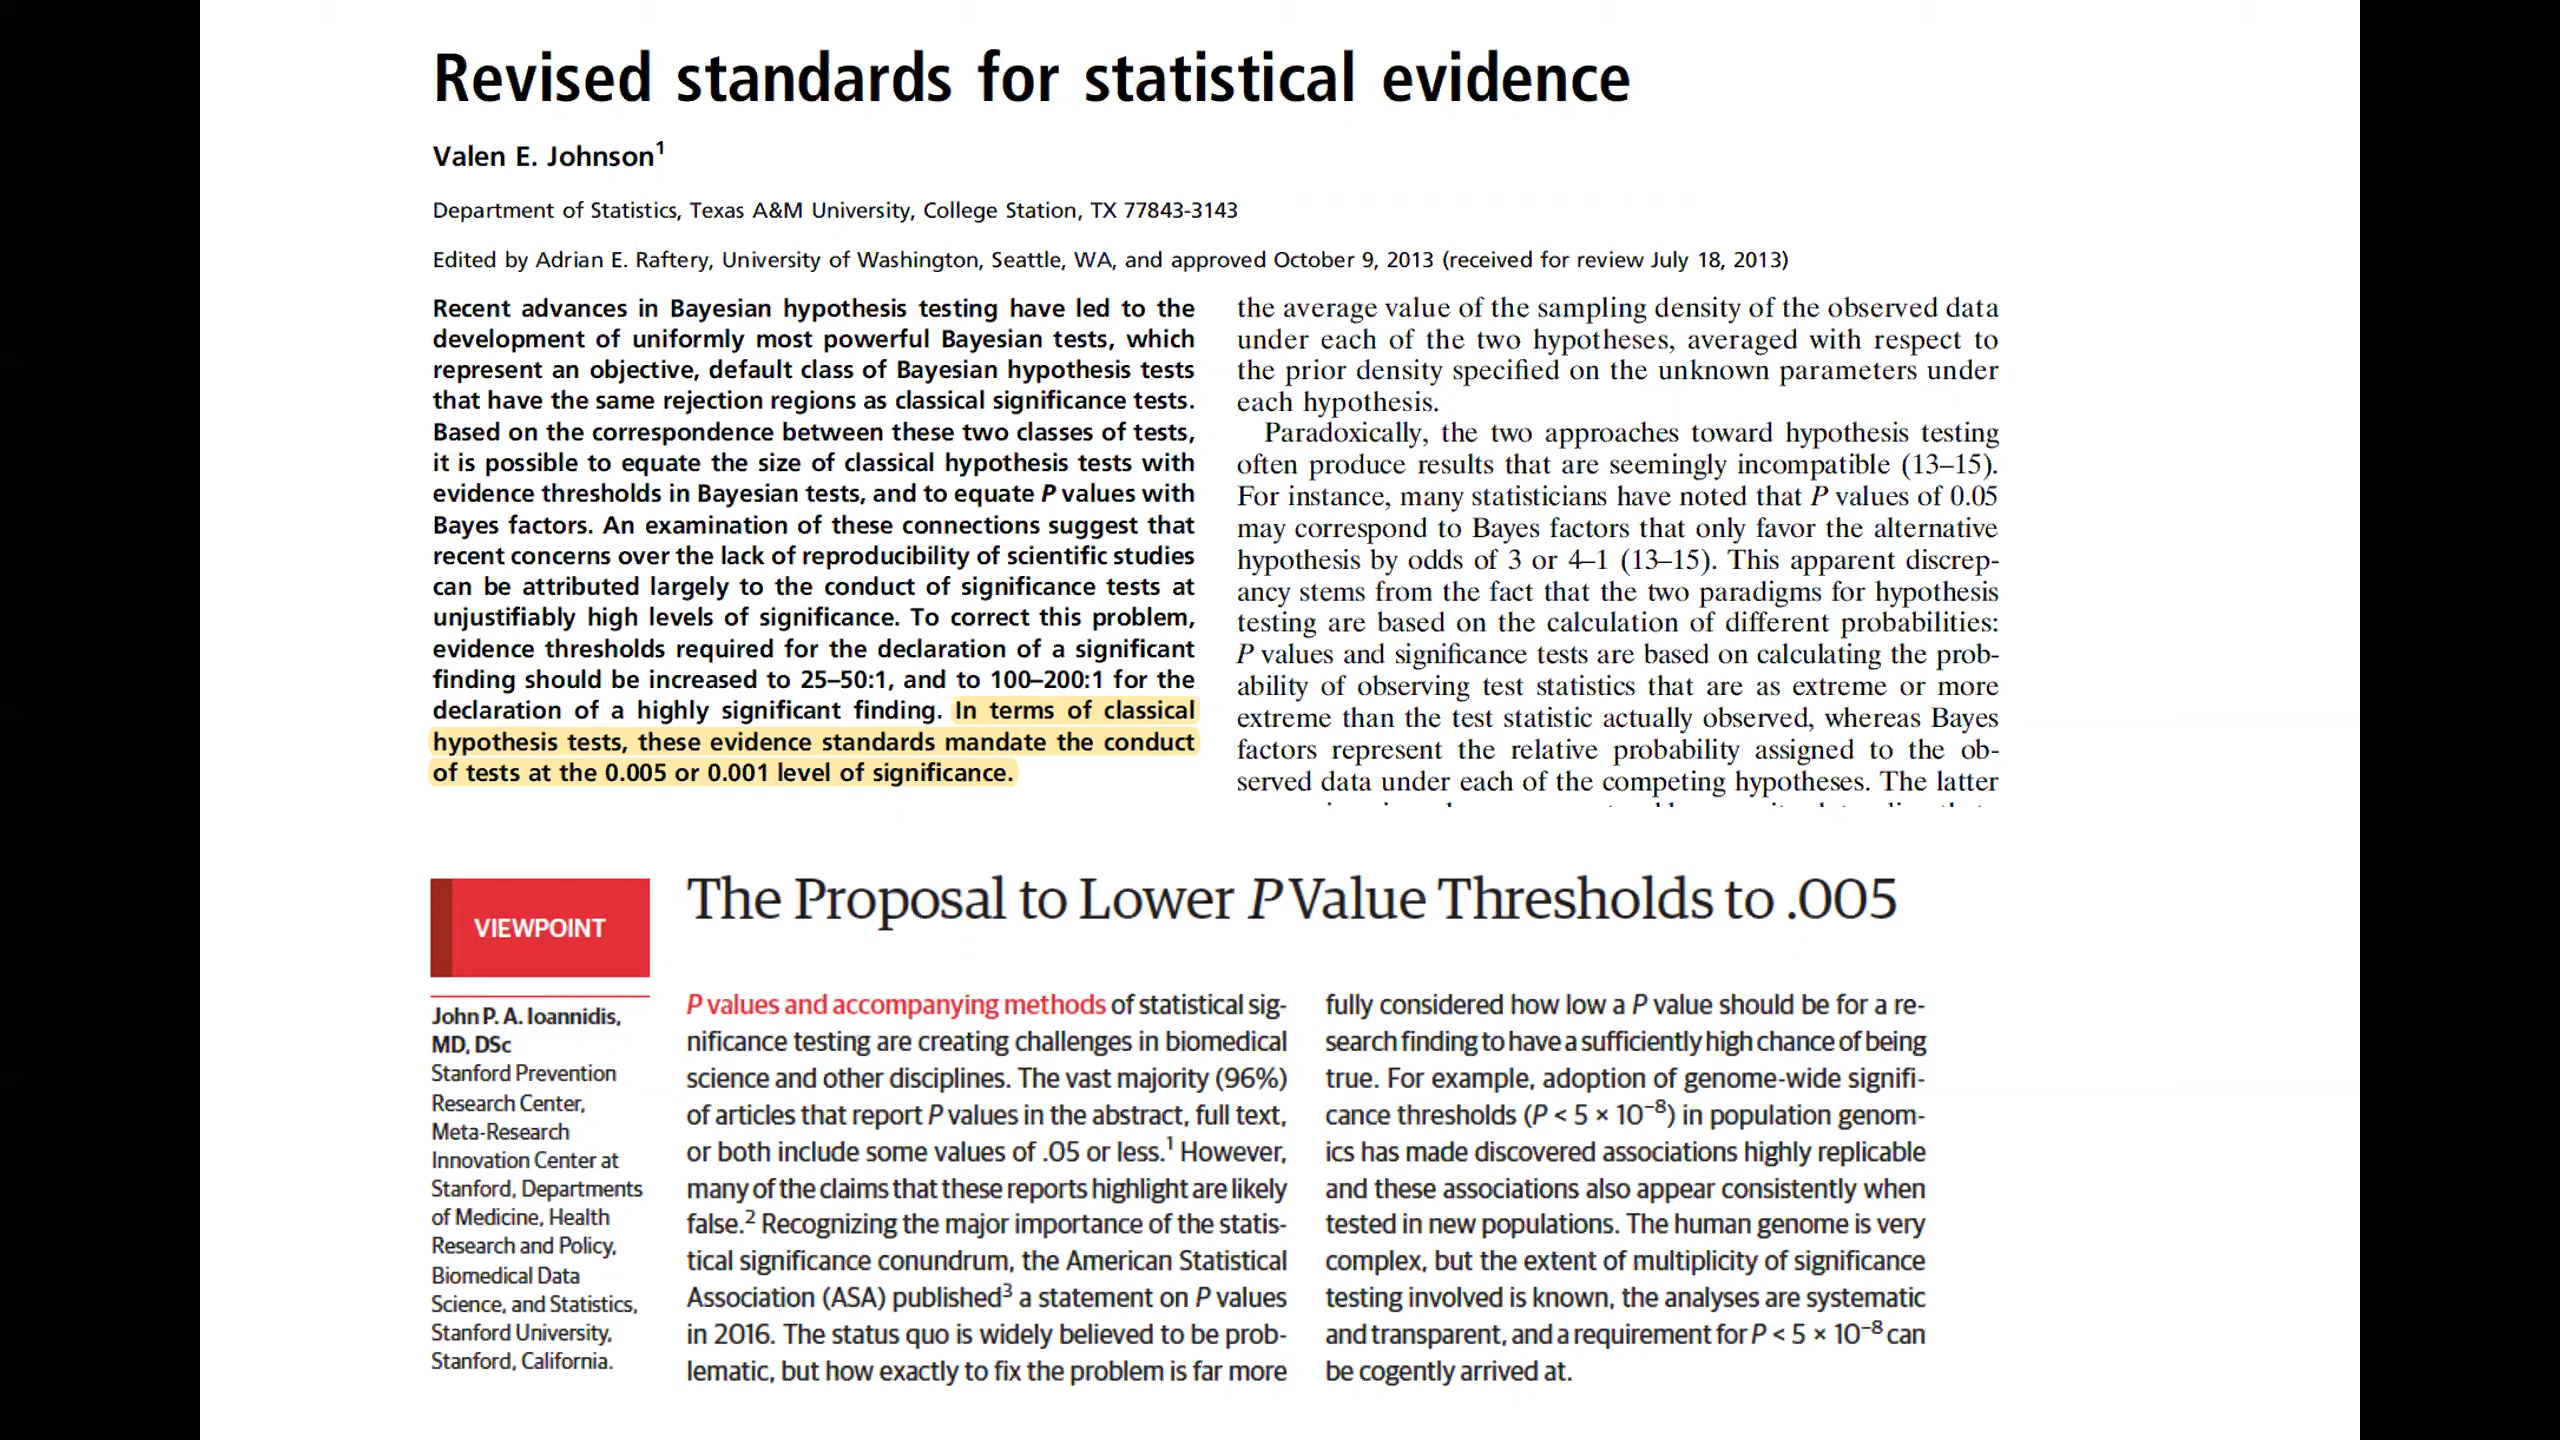 Revised standards for statistical evidence
Valen E. Johnson1
Department of Statistics, Texas A&M University, College Station, TX 77843-3143
Edited by Adrian E. Raftery, University of Washington, Seattle, WA, and approved October 9, 2013 (received for review July 18, 2013)
Recent advances in Bayesian hypothesis testing have led to the
development of uniformly most powerful Bayesian tests, which
represent an objective, default class of Bayesian hypothesis tests
that have the same rejection regions as classical significance tests.
Based on the correspondence between these two classes of tests,
it is possible to equate the size of classical hypothesis tests with
evidence thresholds in Bayesian tests, and to equate P values with
Bayes factors. An examination of these connections suggest that
recent concerns over the lack of reproducibility of scientific studies
can be attributed largely to the conduct of significance tests at
unjustifiably high levels of significance. To correct this problem,
evidence thresholds required for the declaration of a significant
finding should be increased to 25–50:1, and to 100–200:1 for the
declaration of a highly significant finding. In terms of classical
hypothesis tests, these evidence standards mandate the conduct
of tests at the 0.005 or 0.001 level of significance.
the average value of the sampling density of the observed data
under each of the two hypotheses, averaged with respect to
the prior density specified on the unknown parameters under
each hypothesis.
Paradoxically, the two approaches toward hypothesis testing
often produce results that are seemingly incompatible (13–15).
For instance, many statisticians have noted that P values of 0.05
may correspond to Bayes factors that only favor the alternative
hypothesis by odds of 3 or 4–1 (13–15). This apparent discrep-
ancy stems from the fact that the two paradigms for hypothesis
testing are based on the calculation of different probabilities:
P values and significance tests are based on calculating the prob-
ability of observing test statistics that are as extreme or more
extreme than the test statistic actually observed, whereas Bayes
factors represent the relative probability assigned to the ob-
served data under each of the competing hypotheses. The latter
VIEWPOINT
The Proposal to Lower P Value Thresholds to .005
John P. A. Ioannidis,
MD, DSc
Stanford Prevention
Research Center,
Meta-Research
Innovation Center at
Stanford, Departments
of Medicine, Health
Research and Policy,
Biomedical Data
Science, and Statistics,
Stanford University,
Stanford, California.
P values and accompanying methods of statistical sig-
nificance testing are creating challenges in biomedical
science and other disciplines. The vast majority (96%)
of articles that report P values in the abstract, full text,
or both include some values of .05 or less.1 However,
many of the claims that these reports highlight are likely
false.2 Recognizing the major importance of the statis-
tical significance conundrum, the American Statistical
Association (ASA) published3 a statement on P values
in 2016. The status quo is widely believed to be prob-
lematic, but how exactly to fix the problem is far more
fully considered how low a P value should be for a re-
search finding to have a sufficiently high chance of being
true. For example, adoption of genome-wide signifi-
cance thresholds (P < 5 × 10−8) in population genom-
ics has made discovered associations highly replicable
and these associations also appear consistently when
tested in new populations. The human genome is very
complex, but the extent of multiplicity of significance
testing involved is known, the analyses are systematic
and transparent, and a requirement for P < 5 × 10−8 can
be cogently arrived at.